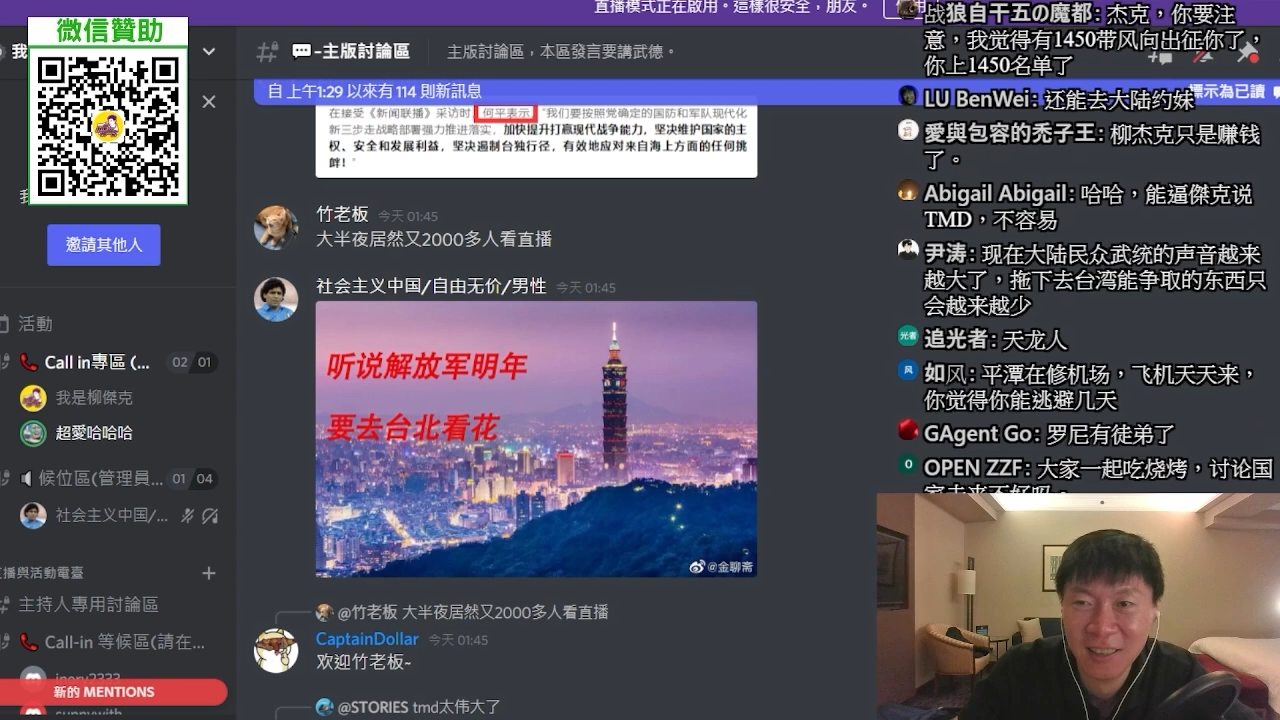 直播模式正在啟用。這樣很安全，朋友。
微信贊助
邀請其他人
活動
Call in專區 (... 02 01
我是柳傑克
超愛哈哈哈
候位區(管理員... 01 04
社会主义中国/...
直播與活動電臺
主持人專用討論區
Call-in 等候區(請在...
新的 MENTIONS
-主版討論區
主版討論區，本區發言要講武德。
自 上午1:29 以來有 114 則新訊息
標示為已讀
在接受《新闻联播》采访时，何平表示，“我们要按照党确定的国防和军队现代化
新三步走战略部署强力推进落实，加快提升打赢现代战争能力，坚决维护国家的主
权、安全和发展利益，坚决遏制台独行径，有效地应对来自海上方面的任何挑
衅！”
竹老板 今天 01:45
大半夜居然又2000多人看直播
社会主义中国/自由无价/男性 今天 01:45
听说解放军明年
要去台北看花
@金聊斋
@竹老板 大半夜居然又2000多人看直播
CaptainDollar 今天 01:45
欢迎竹老板~
@STORIES tmd太伟大了
战狼自干五の魔都: 杰克，你要注
意，我觉得有1450带风向出征你了，
你上1450名单了
LU BenWei: 还能去大陆约妹
愛與包容的禿子王: 柳杰克只是赚钱
了。
Abigail Abigail: 哈哈，能逼傑克说
TMD，不容易
尹涛: 现在大陆民众武统的声音越来
越大了，拖下去台湾能争取的东西只
会越来越少
追光者: 天龙人
如风: 平潭在修机场，飞机天天来，
你觉得你能逃避几天
GAgent Go: 罗尼有徒弟了
OPEN ZZF: 大家一起吃烧烤，讨论国